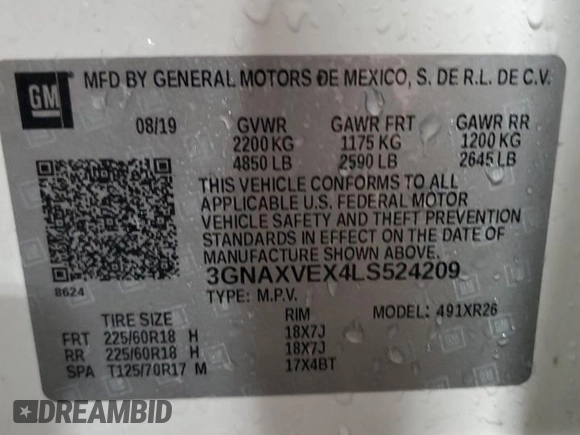 GM
MFD BY GENERAL MOTORS DE MEXICO, S. DE R.L. DE C.V.
08/19 GVWR GAWR FRT GAWR RR
2200 KG 1175 KG 1200 KG
4850 LB 2590 LB 2645 LB
THIS VEHICLE CONFORMS TO ALL
APPLICABLE U.S. FEDERAL MOTOR
VEHICLE SAFETY AND THEFT PREVENTION
STANDARDS IN EFFECT ON THE DATE OF
MANUFACTURE SHOWN ABOVE.
8624 3GNAXVEX4LS524209
TYPE: M.P.V. MODEL: 491XR26
TIRE SIZE RIM
FRT 225/60R18 H 18X7J
RR 225/60R18 H 18X7J
SPA T125/70R17 M 17X4BT
DREAMBID